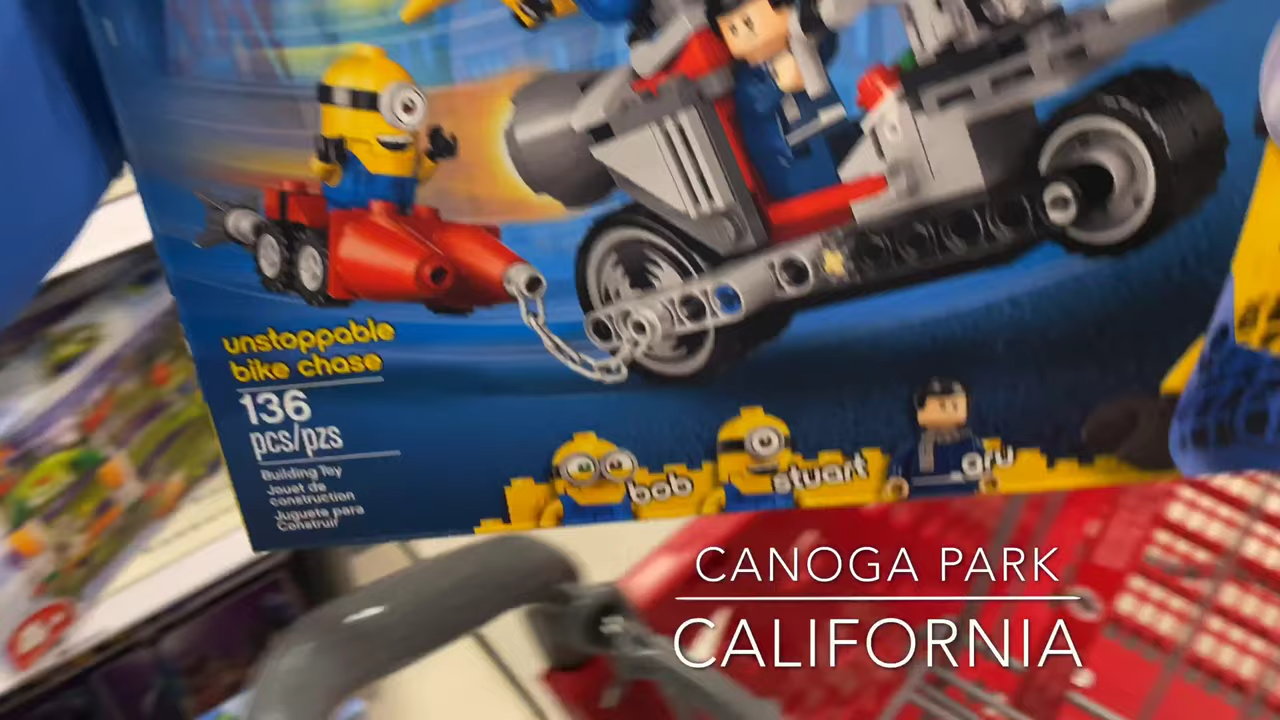 unstoppable
bike chase
136
pcs/pzs
Building Toy
Jouet de
construction
Juguete para
Construir
bob
stuart
gru
CANOGA PARK
CALIFORNIA